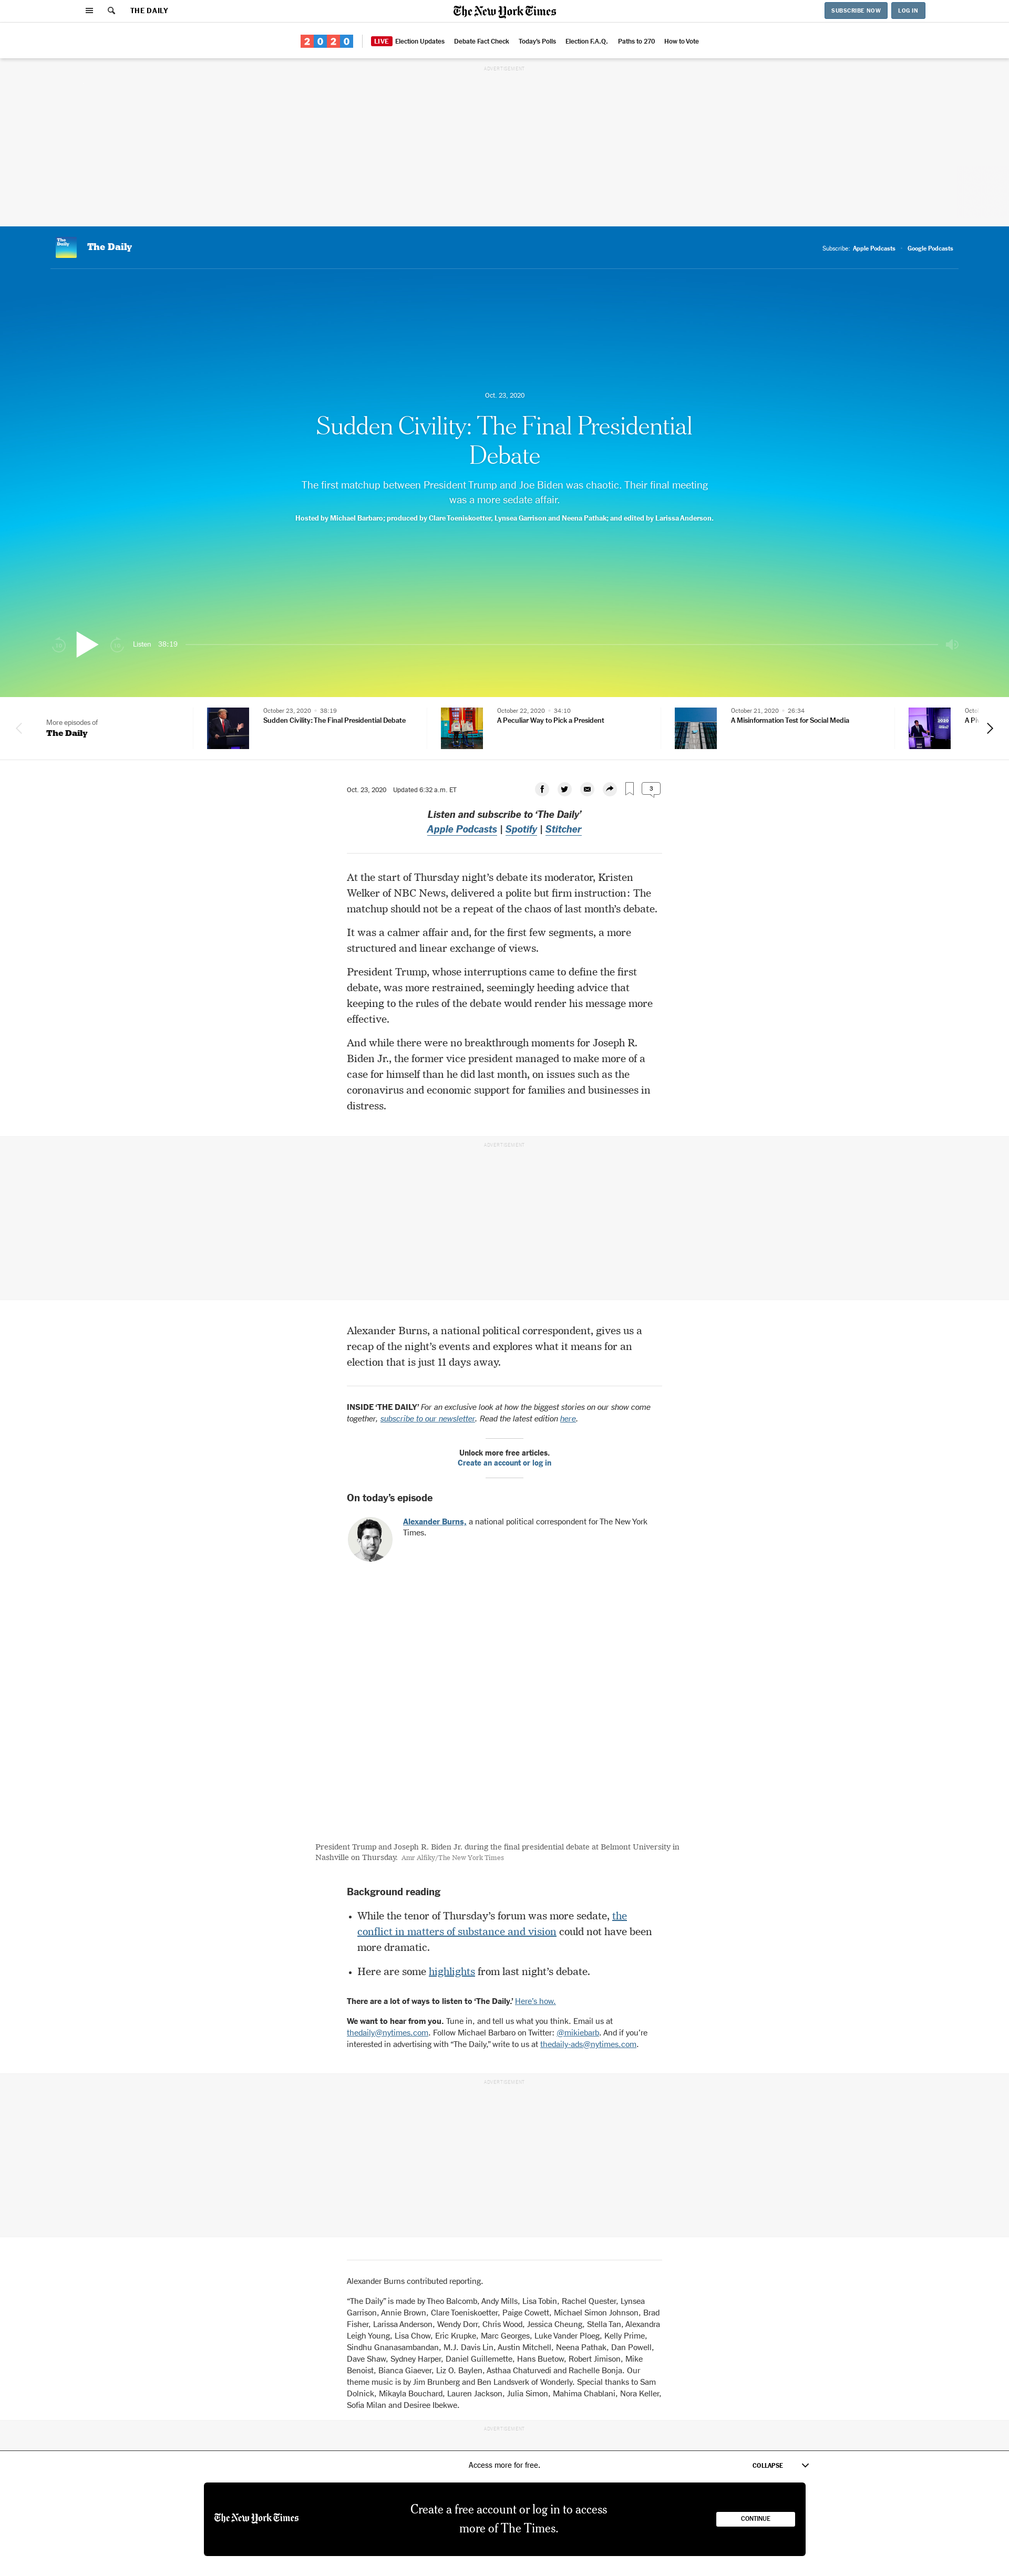 THE DAILY
The New York Times
SUBSCRIBE NOW
LOG IN
2020
LIVE Election Updates
Debate Fact Check
Today's Polls
Election F.A.Q.
Paths to 270
How to Vote
ADVERTISEMENT
The Daily
The Daily
Subscribe: Apple Podcasts · Google Podcasts
Oct. 23, 2020
Sudden Civility: The Final Presidential
Debate
The first matchup between President Trump and Joe Biden was chaotic. Their final meeting
was a more sedate affair.
Hosted by Michael Barbaro; produced by Clare Toeniskoetter, Lynsea Garrison and Neena Pathak; and edited by Larissa Anderson.
Listen 38:19
More episodes of
The Daily
October 23, 2020 · 38:19
Sudden Civility: The Final Presidential Debate
October 22, 2020 · 34:10
A Peculiar Way to Pick a President
October 21, 2020 · 26:34
A Misinformation Test for Social Media
Oct. 23, 2020 Updated 6:32 a.m. ET
3
Listen and subscribe to ‘The Daily’
Apple Podcasts | Spotify | Stitcher
At the start of Thursday night’s debate its moderator, Kristen
Welker of NBC News, delivered a polite but firm instruction: The
matchup should not be a repeat of the chaos of last month’s debate.
It was a calmer affair and, for the first few segments, a more
structured and linear exchange of views.
President Trump, whose interruptions came to define the first
debate, was more restrained, seemingly heeding advice that
keeping to the rules of the debate would render his message more
effective.
And while there were no breakthrough moments for Joseph R.
Biden Jr., the former vice president managed to make more of a
case for himself than he did last month, on issues such as the
coronavirus and economic support for families and businesses in
distress.
ADVERTISEMENT
Alexander Burns, a national political correspondent, gives us a
recap of the night’s events and explores what it means for an
election that is just 11 days away.
INSIDE ‘THE DAILY’ For an exclusive look at how the biggest stories on our show come
together, subscribe to our newsletter. Read the latest edition here.
Unlock more free articles.
Create an account or log in
On today’s episode
Alexander Burns, a national political correspondent for The New York
Times.
President Trump and Joseph R. Biden Jr. during the final presidential debate at Belmont University in
Nashville on Thursday. Amr Alfiky/The New York Times
Background reading
• While the tenor of Thursday’s forum was more sedate, the
conflict in matters of substance and vision could not have been
more dramatic.
• Here are some highlights from last night’s debate.
There are a lot of ways to listen to ‘The Daily.’ Here’s how.
We want to hear from you. Tune in, and tell us what you think. Email us at
thedaily@nytimes.com. Follow Michael Barbaro on Twitter: @mikiebarb. And if you’re
interested in advertising with “The Daily,” write to us at thedaily-ads@nytimes.com.
ADVERTISEMENT
Alexander Burns contributed reporting.
“The Daily” is made by Theo Balcomb, Andy Mills, Lisa Tobin, Rachel Quester, Lynsea
Garrison, Annie Brown, Clare Toeniskoetter, Paige Cowett, Michael Simon Johnson, Brad
Fisher, Larissa Anderson, Wendy Dorr, Chris Wood, Jessica Cheung, Stella Tan, Alexandra
Leigh Young, Lisa Chow, Eric Krupke, Marc Georges, Luke Vander Ploeg, Kelly Prime,
Sindhu Gnanasambandan, M.J. Davis Lin, Austin Mitchell, Neena Pathak, Dan Powell,
Dave Shaw, Sydney Harper, Daniel Guillemette, Hans Buetow, Robert Jimison, Mike
Benoist, Bianca Giaever, Liz O. Baylen, Asthaa Chaturvedi and Rachelle Bonja. Our
theme music is by Jim Brunberg and Ben Landsverk of Wonderly. Special thanks to Sam
Dolnick, Mikayla Bouchard, Lauren Jackson, Julia Simon, Mahima Chablani, Nora Keller,
Sofia Milan and Desiree Ibekwe.
ADVERTISEMENT
Access more for free.
COLLAPSE
The New York Times
Create a free account or log in to access
more of The Times.
CONTINUE